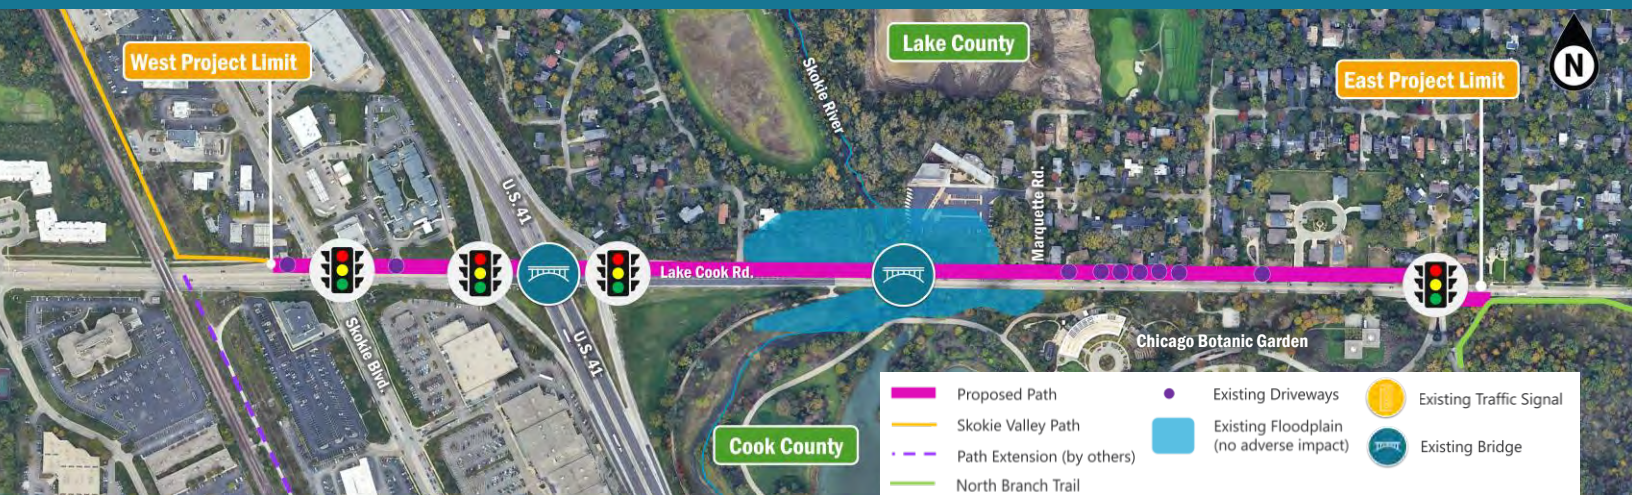 West Project Limit
Lake County
East Project Limit
N
Skokie River
U.S. 41
Marquette Rd.
Lake Cook Rd.
Skokie Blvd.
U.S. 41
Chicago Botanic Garden
Cook County
Proposed Path
Skokie Valley Path
Path Extension (by others)
North Branch Trail
Existing Driveways
Existing Floodplain
(no adverse impact)
Existing Traffic Signal
Existing Bridge